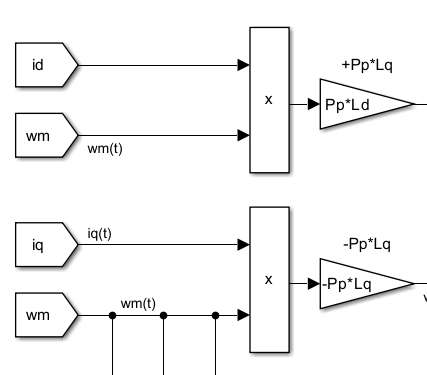 id
+Pp*Lq
x
Pp*Ld
wm
wm(t)
iq
iq(t)
-Pp*Lq
x
-Pp*Lq
wm
wm(t)